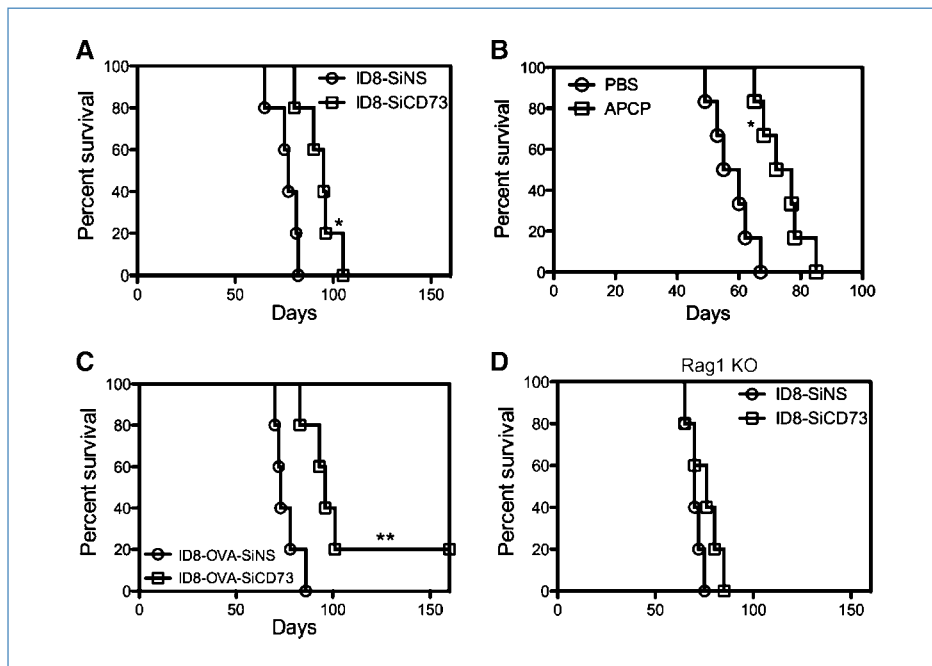 A
100
80
60
40
20
0
Percent survival
ID8-SiNS
ID8-SiCD73
*
0 50 100 150
Days
B
100
80
60
40
20
0
Percent survival
PBS
APCP
*
0 20 40 60 80 100
Days
C
100
80
60
40
20
0
Percent survival
**
ID8-OVA-SiNS
ID8-OVA-SiCD73
0 50 100 150
Days
D
Rag1 KO
100
80
60
40
20
0
Percent survival
ID8-SiNS
ID8-SiCD73
0 50 100 150
Days